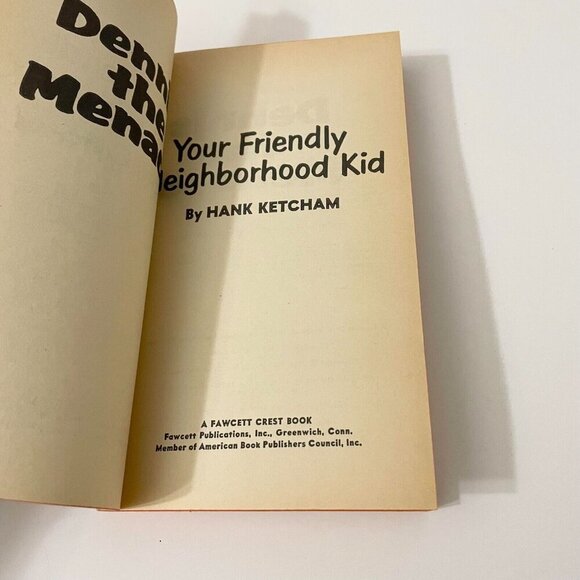 Denn
the
Mena
Your Friendly
Neighborhood Kid
By HANK KETCHAM
A FAWCETT CREST BOOK
Fawcett Publications, Inc., Greenwich, Conn.
Member of American Book Publishers Council, Inc.